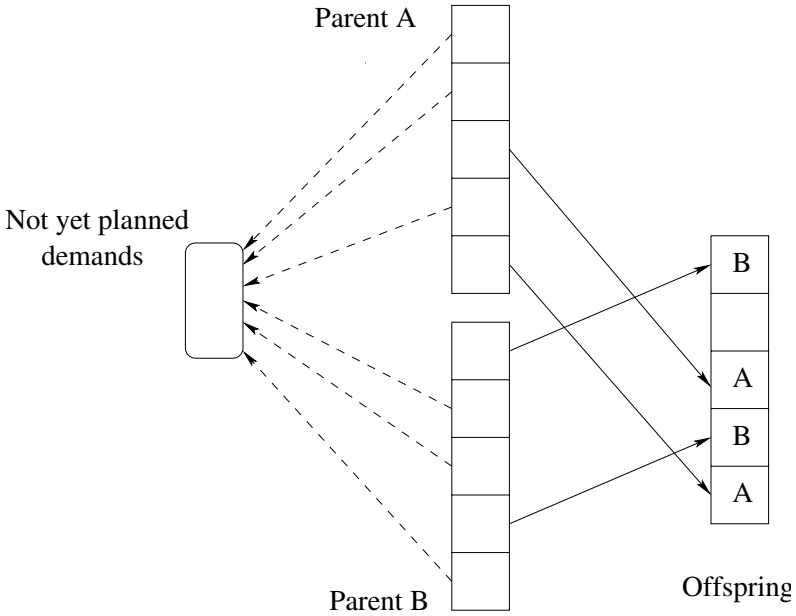 Parent A
Not yet planned
demands
B
A
B
A
Parent B
Offspring